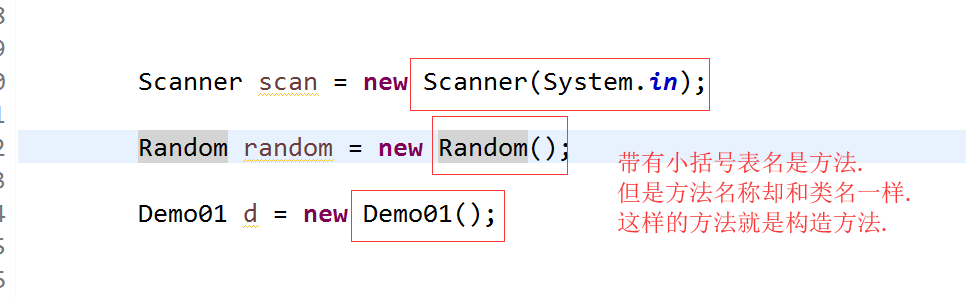 8
9
0 Scanner scan = new Scanner(System.in);
1
2 Random random = new Random();
3 带有小括号表名是方法.
4 Demo01 d = new Demo01(); 但是方法名称却和类名一样.
这样的方法就是构造方法.
5
5